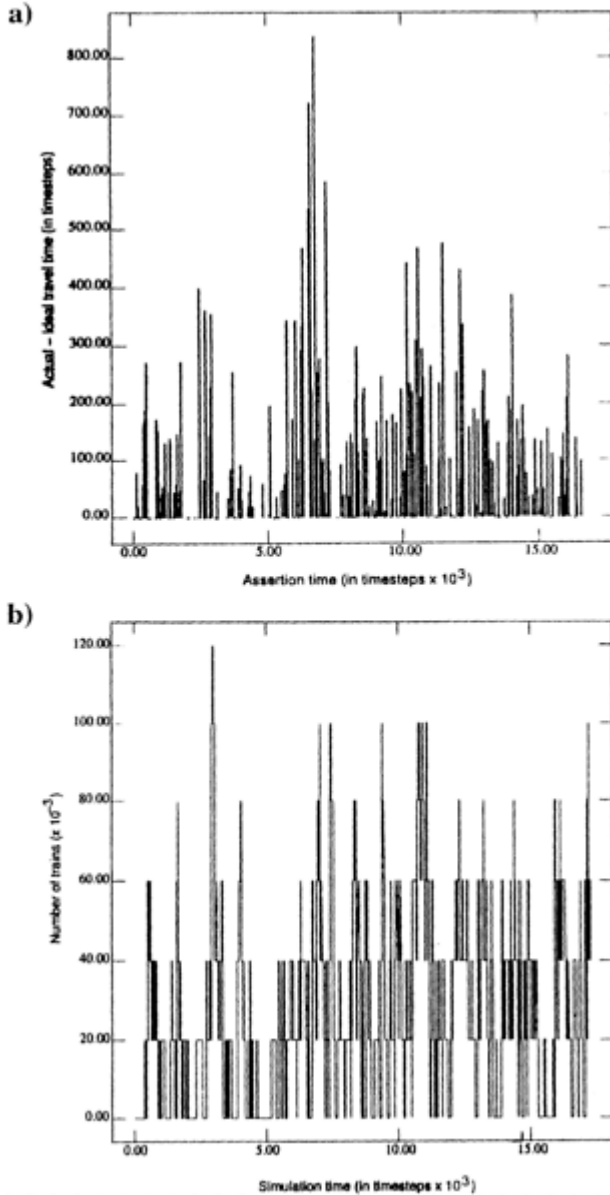 a)
Actual – Ideal travel time (in timesteps)
800.00
700.00
600.00
500.00
400.00
300.00
200.00
100.00
0.00
0.00 5.00 10.00 15.00
Assertion time (in timesteps x 10³)
b)
Number of trains (x 10⁻³)
120.00
100.00
80.00
60.00
40.00
20.00
0.00
0.00 5.00 10.00 15.00
Simulation time (in timesteps x 10³)